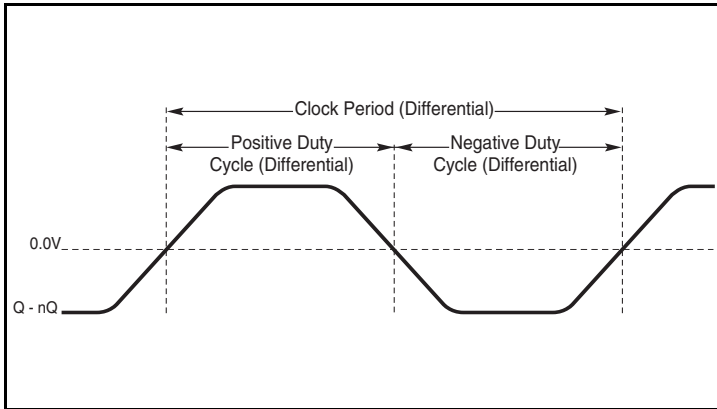 Clock Period (Differential)
Positive Duty
Cycle (Differential)
Negative Duty
Cycle (Differential)
0.0V
Q - nQ